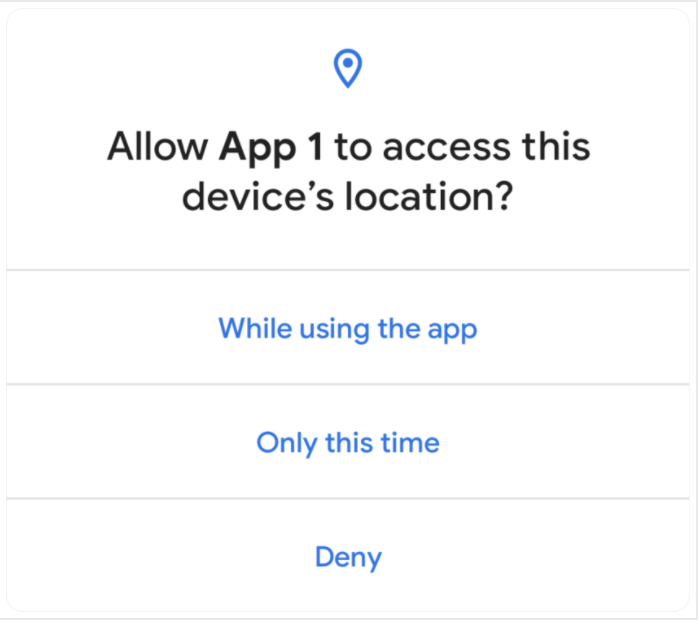 Allow App 1 to access this
device’s location?
While using the app
Only this time
Deny